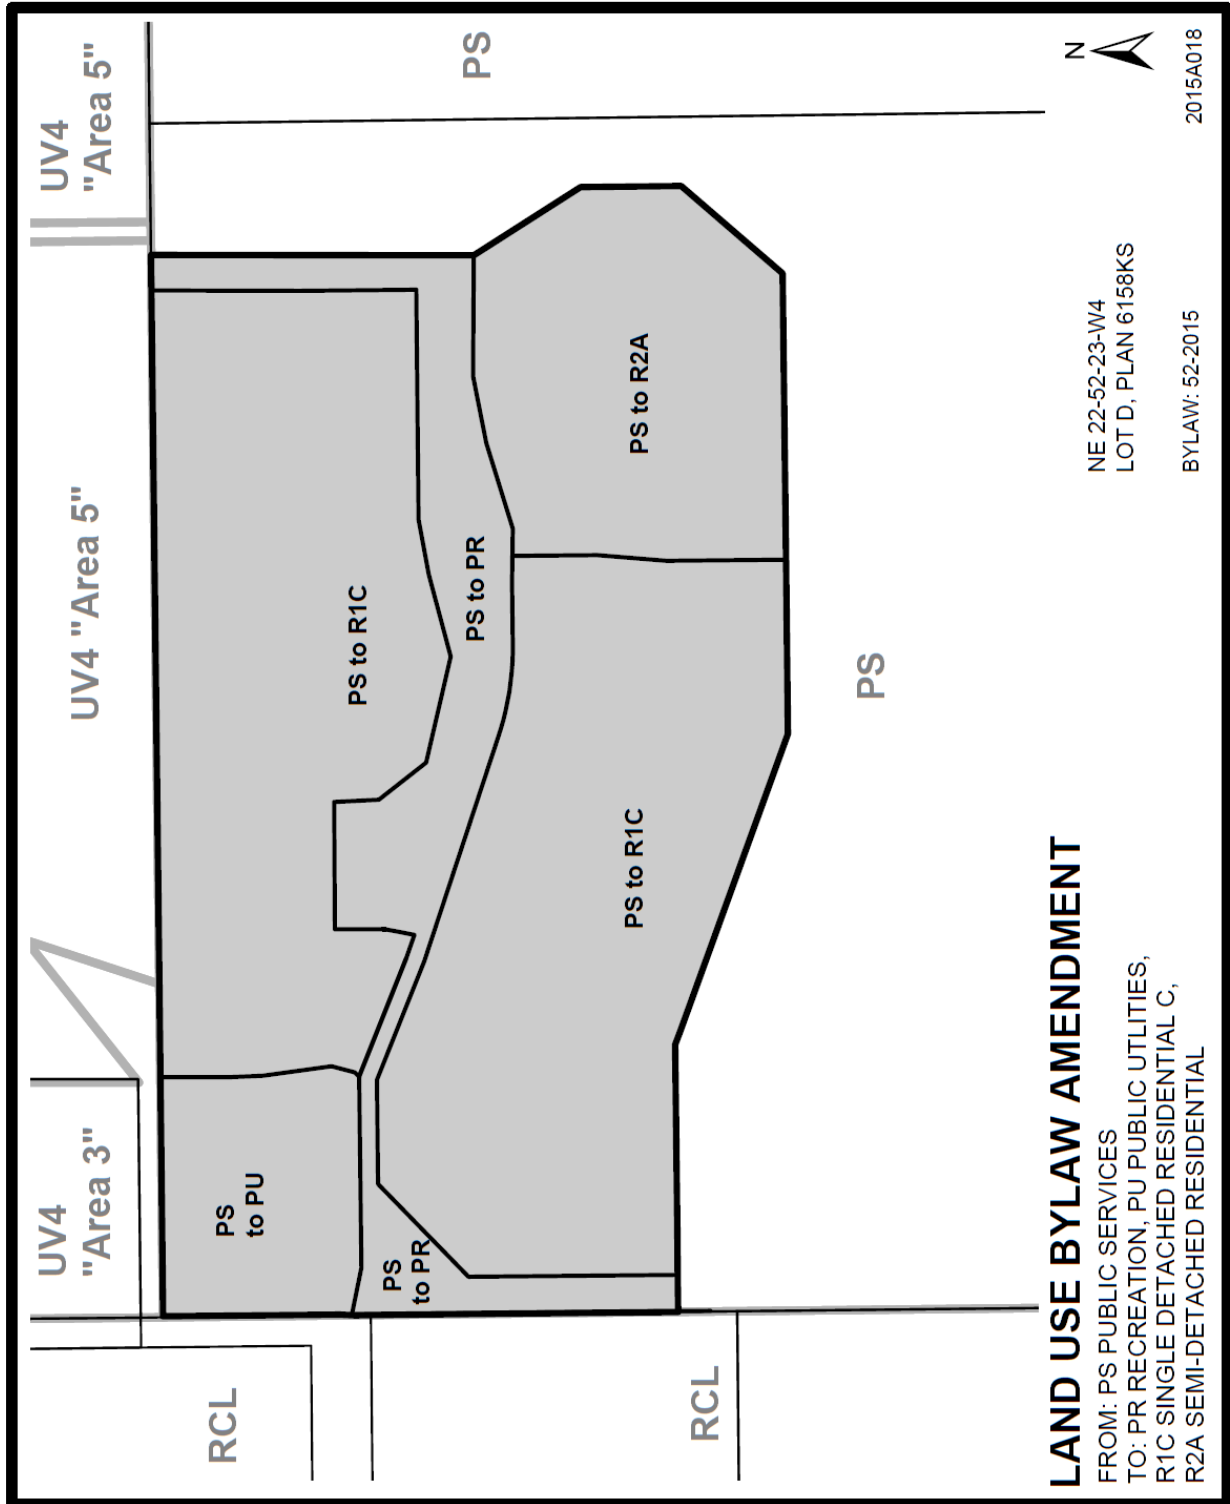 UV4
"Area 3"
UV4 "Area 5"
UV4
"Area 5"
RCL
PS
to PU
PS to R1C
PS
to PR
PS to PR
PS
RCL
PS to R1C
PS to R2A
PS
LAND USE BYLAW AMENDMENT
FROM: PS PUBLIC SERVICES
TO: PR RECREATION, PU PUBLIC UTLITIES,
R1C SINGLE DETACHED RESIDENTIAL C,
R2A SEMI-DETACHED RESIDENTIAL
NE 22-52-23-W4
LOT D, PLAN 6158KS
BYLAW: 52-2015
N
2015A018